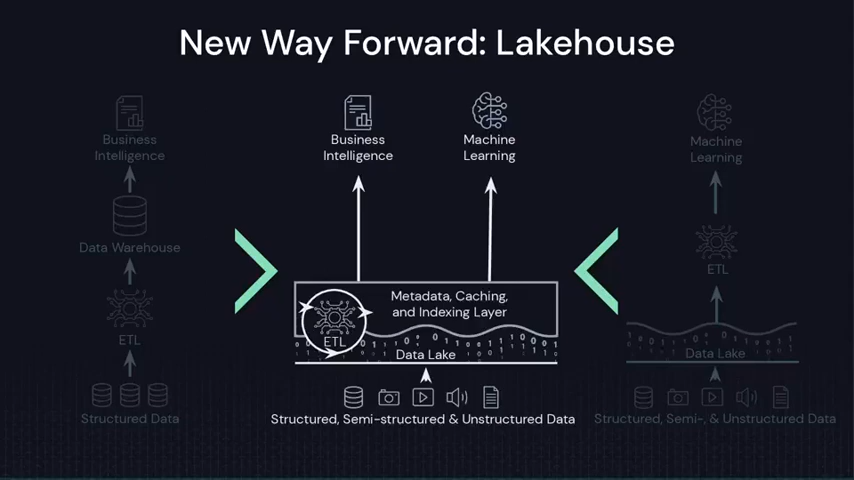 New Way Forward: Lakehouse
Business
Intelligence
Data Warehouse
ETL
Structured Data
Business
Intelligence
Machine
Learning
Metadata, Caching,
and Indexing Layer
ETL
Data Lake
Structured, Semi-structured & Unstructured Data
Machine
Learning
ETL
Data Lake
Structured, Semi-, & Unstructured Data